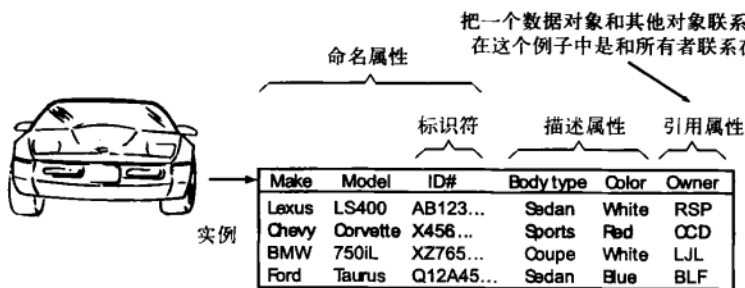 把一个数据对象和其他对象联系
在这个例子中是和所有者联系在
命名属性
标识符 描述属性 引用属性
实例
Make Model ID# Body type Color Owner
Lexus LS400 AB123... Sedan White RSP
Chevy Corvette X456... Sports Red CCD
BMW 750iL XZ765... Coupe White LJL
Ford Taurus Q12A45... Sedan Blue BLF